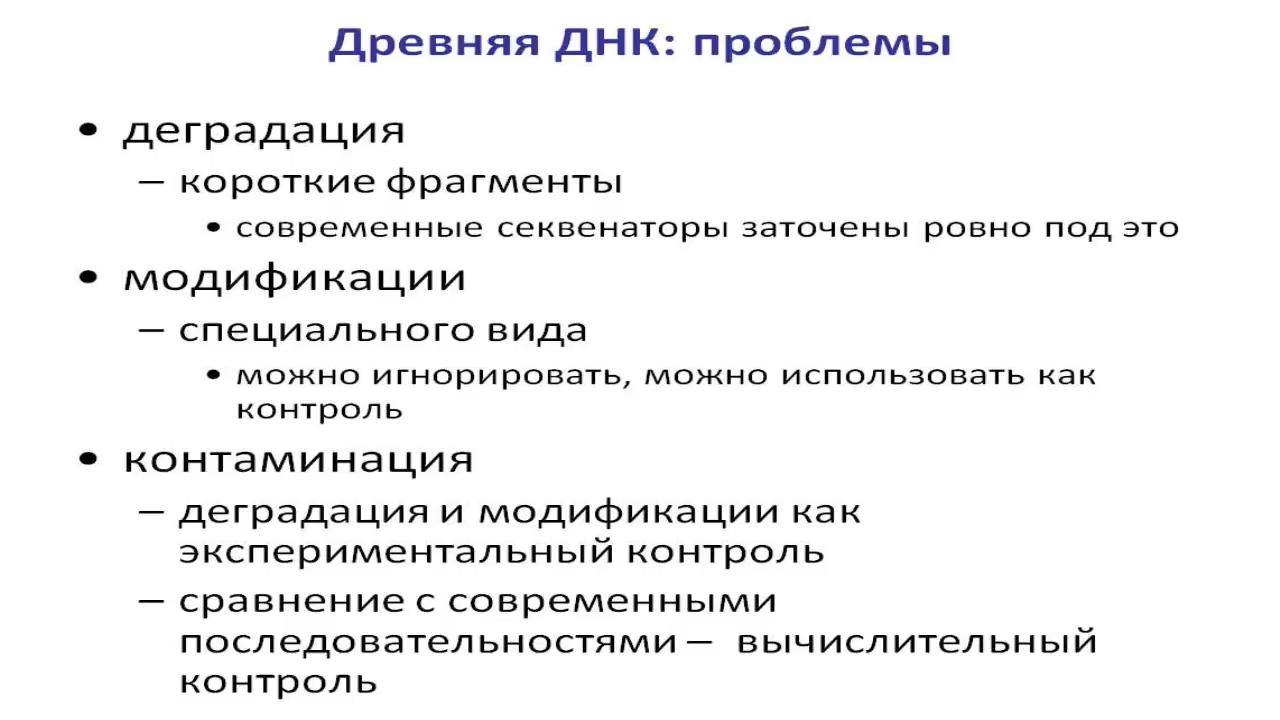 Древняя ДНК: проблемы
• деградация
– короткие фрагменты
• современные секвенаторы заточены ровно под это
• модификации
– специального вида
• можно игнорировать, можно использовать как
контроль
• контаминация
– деградация и модификации как
экспериментальный контроль
– сравнение с современными
последовательностями – вычислительный
контроль